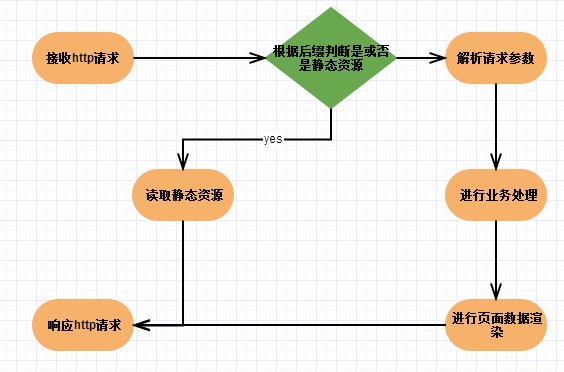 接收http请求
根据后缀判断是或否
是静态资源
解析请求参数
yes
读取静态资源
进行业务处理
响应http请求
进行页面数据渲
染